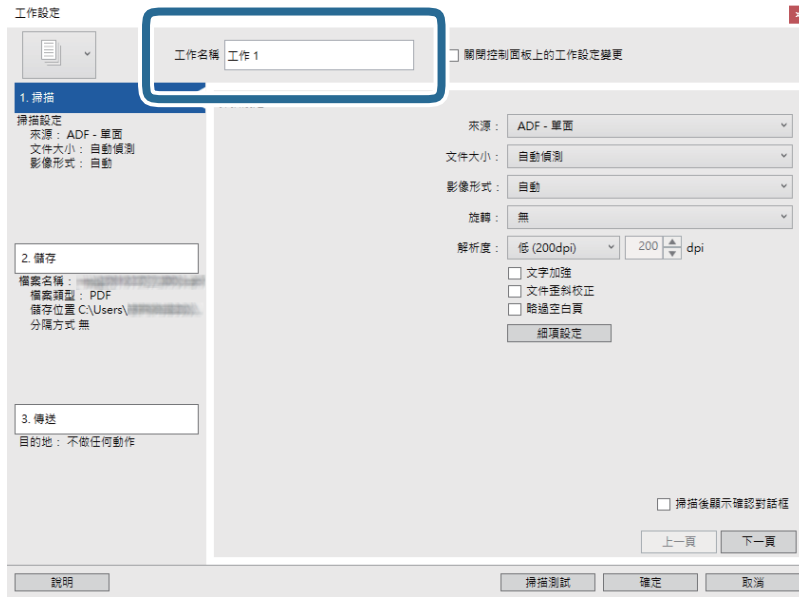 工作設定
工作名稱 工作 1
關閉控制面板上的工作設定變更
1. 掃描
掃描設定
來源： ADF - 單面
文件大小： 自動偵測
影像形式： 自動
2. 儲存
檔案名稱：
檔案類型： PDF
儲存位置 C:\Users\
分隔方式 無
3. 傳送
目的地： 不做任何動作
來源： ADF - 單面
文件大小： 自動偵測
影像形式： 自動
旋轉： 無
解析度： 低 (200dpi) 200 dpi
文字加強
文件歪斜校正
略過空白頁
細項設定
掃描後顯示確認對話框
上一頁 下一頁
說明 掃描測試 確定 取消